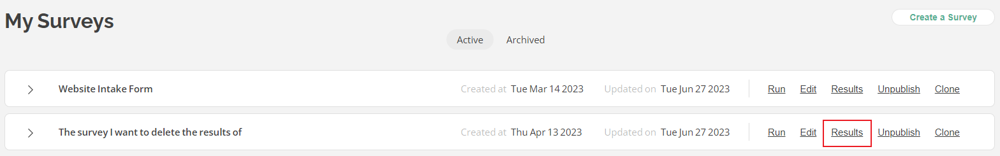 My Surveys
Create a Survey
Active Archived
Website Intake Form Created at Tue Mar 14 2023 Updated on Tue Jun 27 2023 Run Edit Results Unpublish Clone
The survey I want to delete the results of Created at Thu Apr 13 2023 Updated on Tue Jun 27 2023 Run Edit Results Unpublish Clone